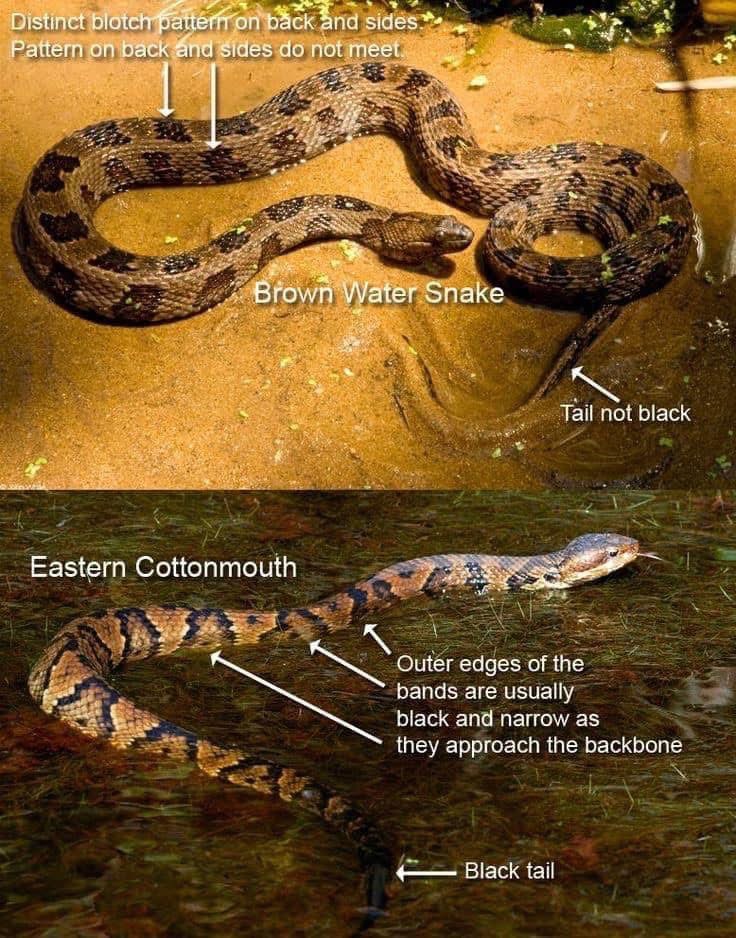 Distinct blotch pattern on back and sides.
Pattern on back and sides do not meet.
Brown Water Snake
Tail not black
Eastern Cottonmouth
Outer edges of the
bands are usually
black and narrow as
they approach the backbone
Black tail